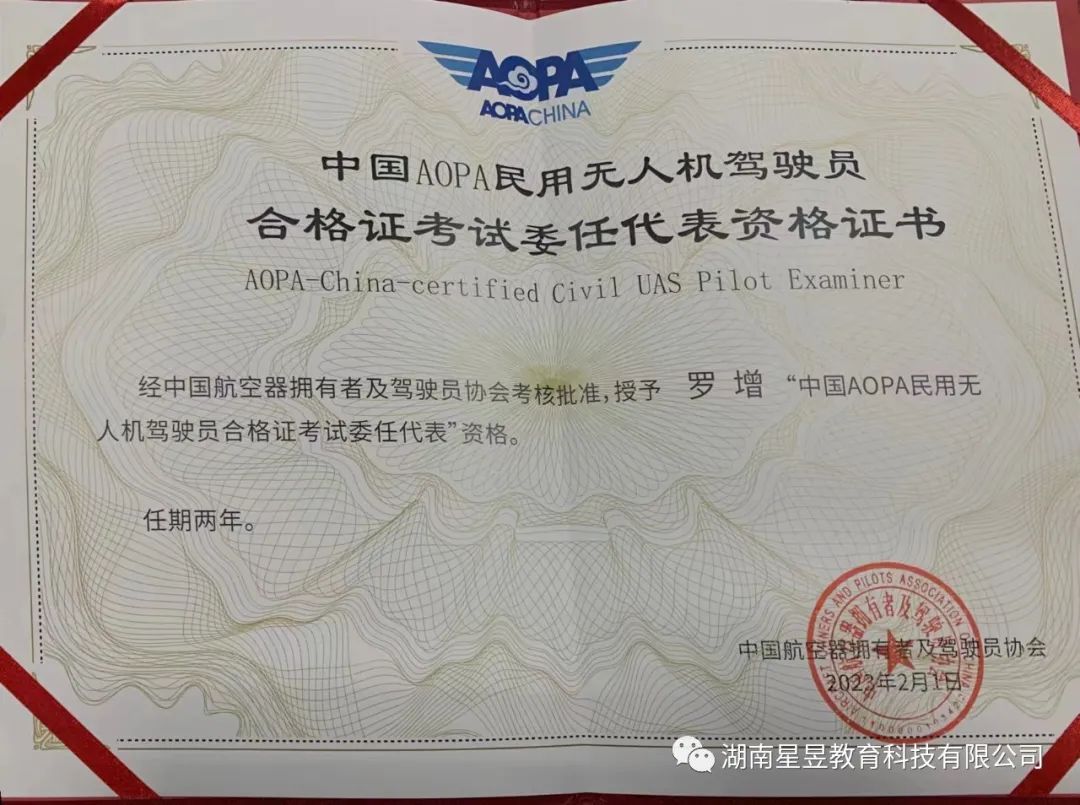 AOPA
AOPACHINA
中国AOPA民用无人机驾驶员
合格证考试委任代表资格证书
AOPA-China-certified Civil UAS Pilot Examiner
经中国航空器拥有者及驾驶员协会考核批准，授予 罗增 “中国AOPA民用无
人机驾驶员合格证考试委任代表”资格。
任期两年。
中国航空器拥有者及驾驶员协会
2023年2月1日
AND PILOTS ASSOCIATION
湖南星昱教育科技有限公司